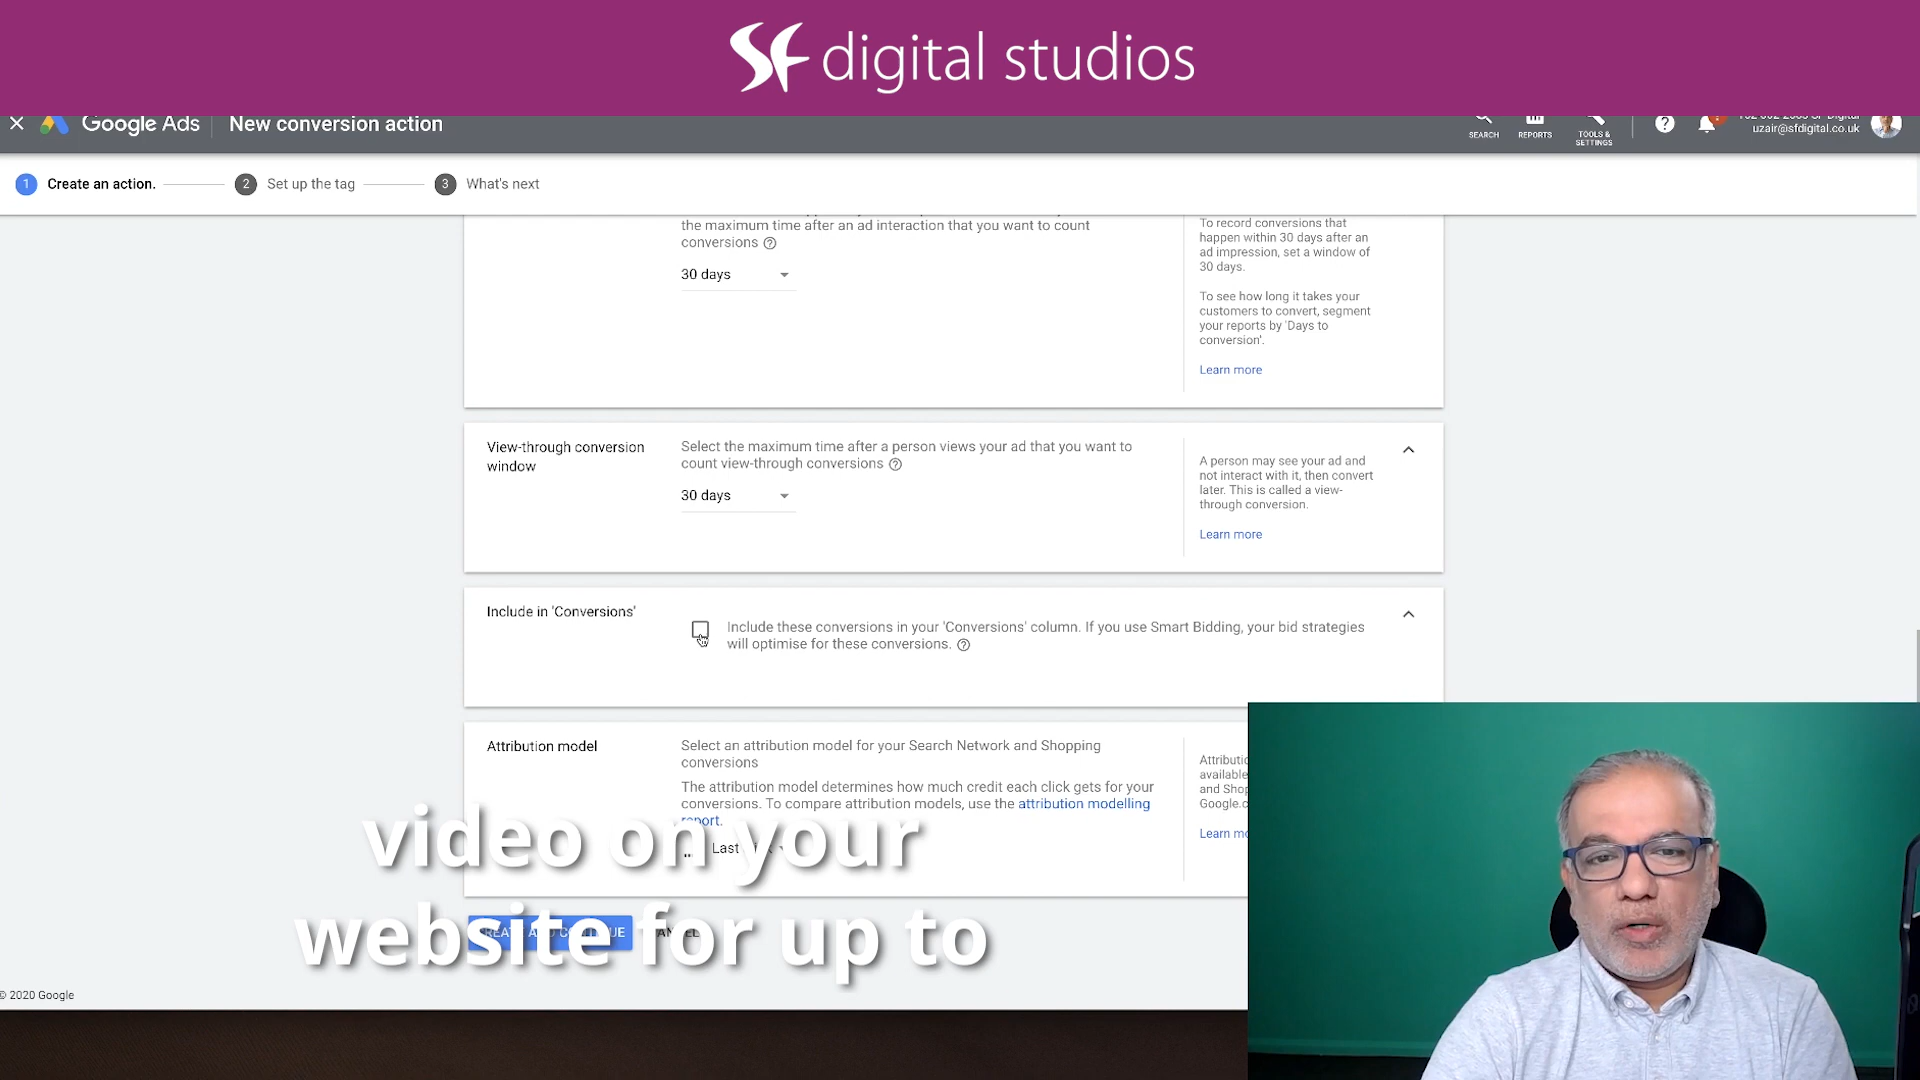 SF digital studios
Google Ads
New conversion action
SEARCH
REPORTS
TOOLS &
SETTINGS
uzair@sfdigital.co.uk
1 Create an action.
2 Set up the tag
3 What's next
the maximum time after an ad interaction that you want to count
conversions
30 days
To record conversions that
happen within 30 days after an
ad impression, set a window of
30 days.
To see how long it takes your
customers to convert, segment
your reports by 'Days to
conversion'.
Learn more
View-through conversion
window
Select the maximum time after a person views your ad that you want to
count view-through conversions
30 days
A person may see your ad and
not interact with it, then convert
later. This is called a view-
through conversion.
Learn more
Include in 'Conversions'
Include these conversions in your 'Conversions' column. If you use Smart Bidding, your bid strategies
will optimise for these conversions.
Attribution model
Select an attribution model for your Search Network and Shopping
conversions
The attribution model determines how much credit each click gets for your
conversions. To compare attribution models, use the attribution modelling
report.
available
Google.c
Learn
video on your
website for up to
© 2020 Google